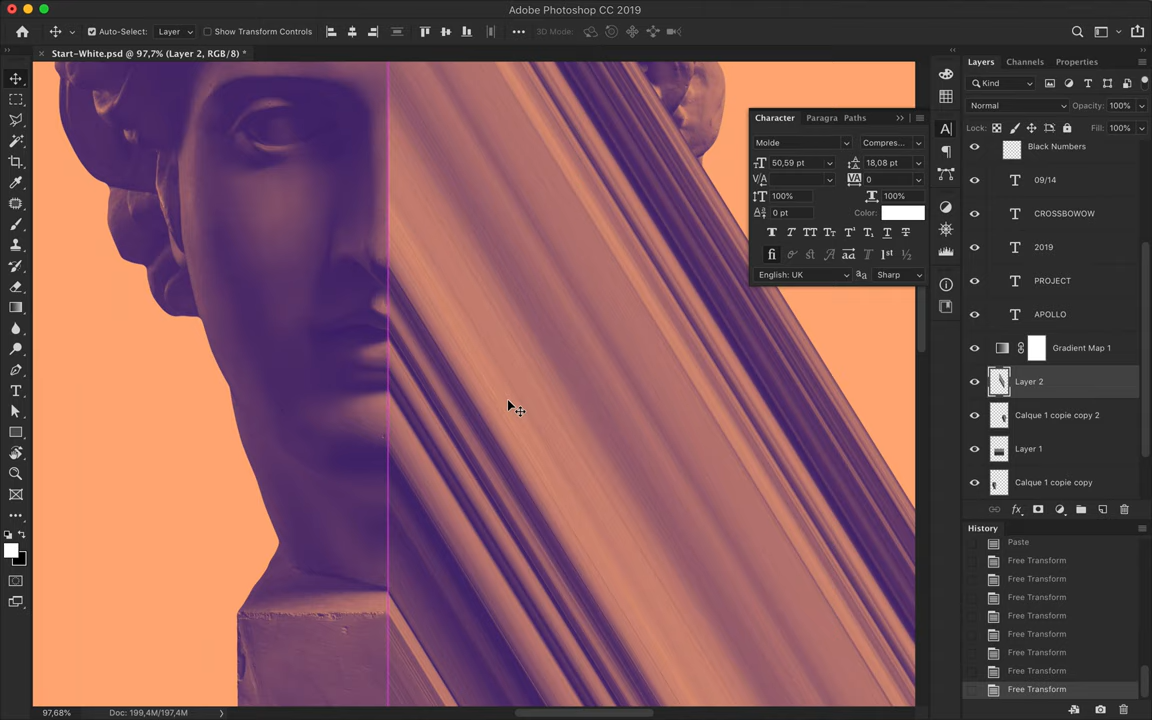 Adobe Photoshop CC 2019
Auto-Select: Layer Show Transform Controls 3D Mode:
Start-White.psd @ 97,7% (Layer 2, RGB/8) *
Character Paragra Paths
Molde Compres...
50,59 pt 18,08 pt
0
100% 100%
0 pt Color:
English: UK Sharp
Layers Channels Properties
Kind
Normal Opacity: 100%
Lock: Fill: 100%
Black Numbers
09/14
CROSSBOWOW
2019
PROJECT
APOLLO
Gradient Map 1
Layer 2
Calque 1 copie copy 2
Layer 1
Calque 1 copie copy
History
Paste
Free Transform
Free Transform
Free Transform
Free Transform
Free Transform
Free Transform
Free Transform
Free Transform
97,68% Doc: 199,4M/197,4M